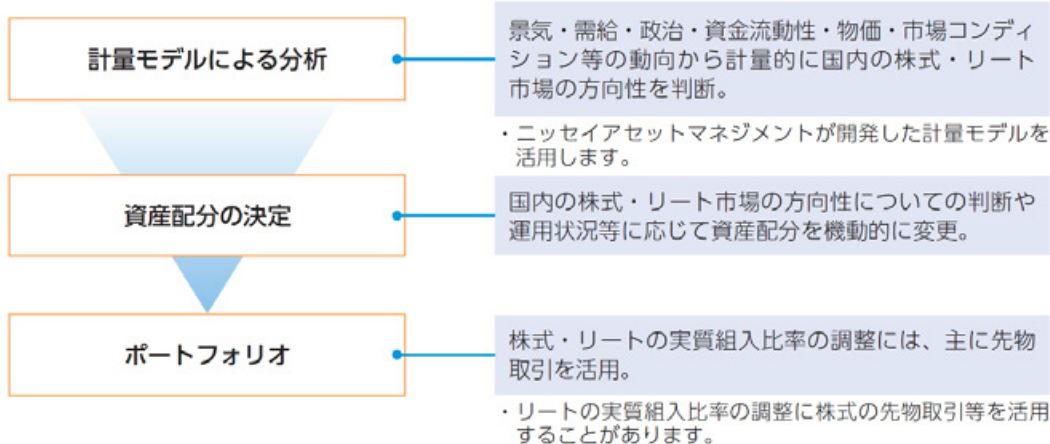 計量モデルによる分析
景気・需給・政治・資金流動性・物価・市場コンディ
ション等の動向から計量的に国内の株式・リート
市場の方向性を判断。
・ニッセイアセットマネジメントが開発した計量モデルを
活用します。
資産配分の決定
国内の株式・リート市場の方向性についての判断や
運用状況等に応じて資産配分を機動的に変更。
ポートフォリオ
株式・リートの実質組入比率の調整には、主に先物
取引を活用。
・リートの実質組入比率の調整に株式の先物取引等を活用
することがあります。